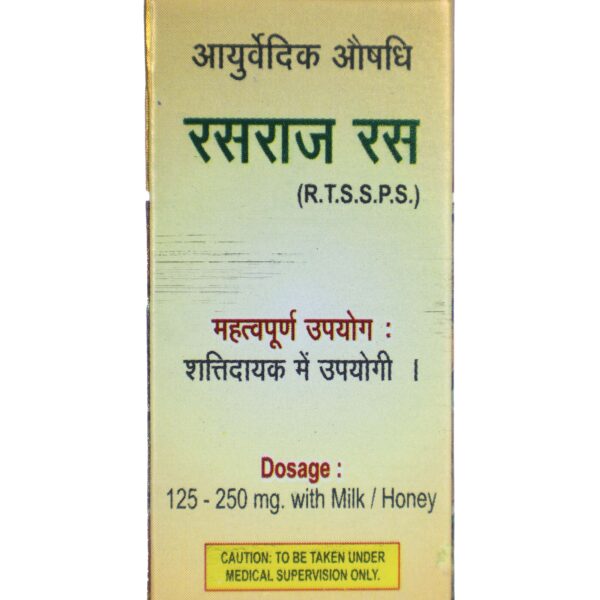 आयुर्वेदिक औषधि
रसराज रस
(R.T.S.S.P.S.)
महत्वपूर्ण उपयोग :
शत्तिदायक में उपयोगी ।
Dosage :
125 - 250 mg. with Milk / Honey
CAUTION: TO BE TAKEN UNDER
MEDICAL SUPERVISION ONLY.